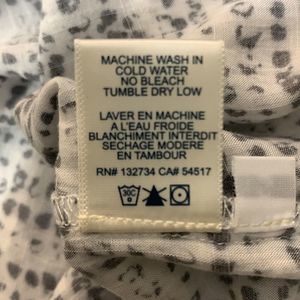 MACHINE WASH IN
COLD WATER
NO BLEACH
TUMBLE DRY LOW
LAVER EN MACHINE
A L'EAU FROIDE
BLANCHIMENT INTERDIT
SECHAGE MODERE
EN TAMBOUR
RN# 132734 CA# 54517
30C